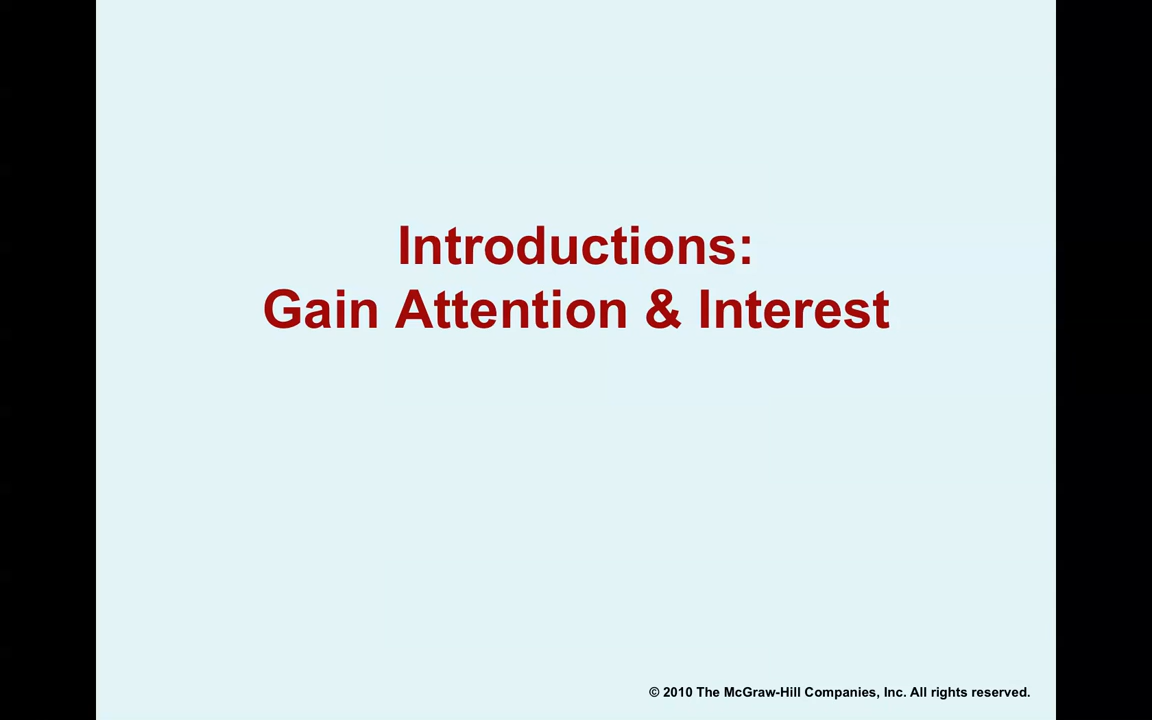 Introductions:
Gain Attention & Interest
© 2010 The McGraw-Hill Companies, Inc. All rights reserved.